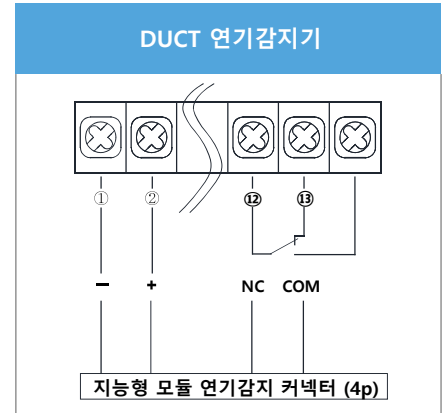 DUCT 연기감지기
① ② ⑫ ⑬
− + NC COM
지능형 모듈 연기감지 커넥터 (4p)